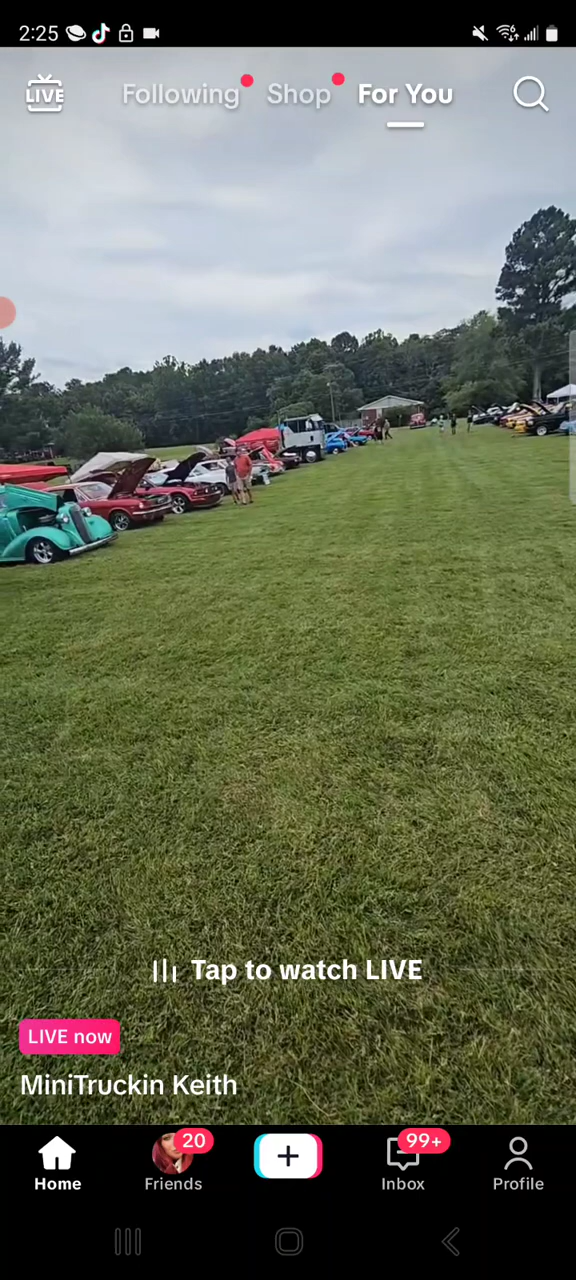 2:25
LIVE
Following
Shop
For You
Tap to watch LIVE
LIVE now
MiniTruckin Keith
20
99+
Home
Friends
Inbox
Profile